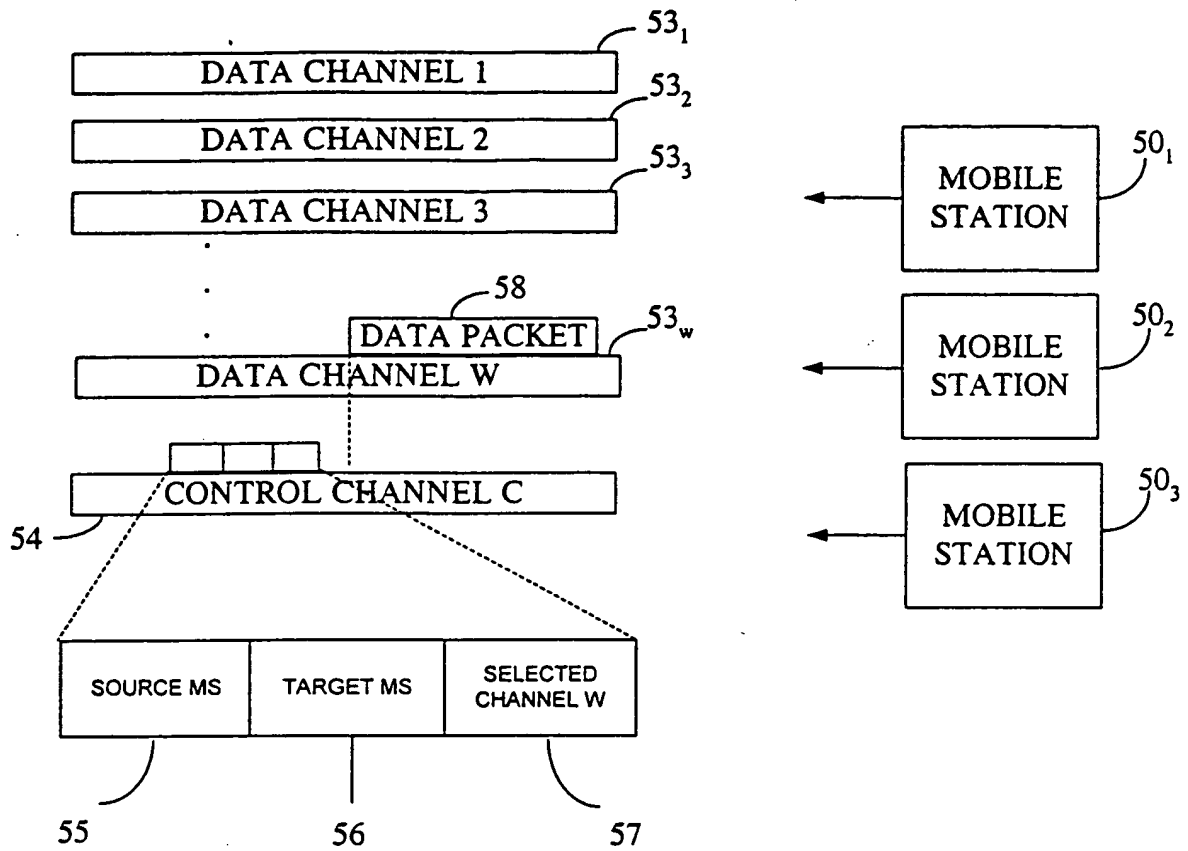 53₁
DATA CHANNEL 1
53₂
DATA CHANNEL 2
53₃
DATA CHANNEL 3
58
DATA PACKET
53w
DATA CHANNEL W
CONTROL CHANNEL C
54
SOURCE MS
TARGET MS
SELECTED
CHANNEL W
55
56
57
MOBILE
STATION
50₁
MOBILE
STATION
50₂
MOBILE
STATION
50₃